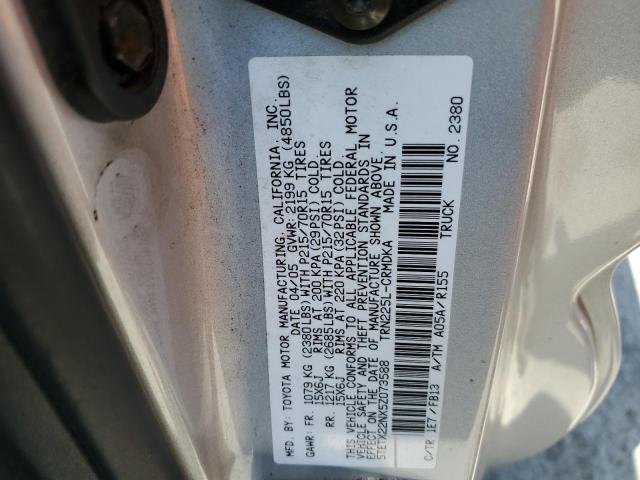 MFD. BY: TOYOTA MOTOR MANUFACTURING, CALIFORNIA, INC.
DATE 04/05 GVWR: 2199 KG (4850LBS)
GAWR: FR. 1079 KG (2380LBS) WITH P215/70R15 TIRES
15X6J RIMS AT 200 KPA (29PSI) COLD.
RR. 1217 KG (2685LBS) WITH P215/70R15 TIRES
15X6J RIMS AT 220 KPA (32PSI) COLD.
THIS VEHICLE CONFORMS TO ALL APPLICABLE FEDERAL MOTOR
VEHICLE SAFETY AND THEFT PREVENTION STANDARDS IN
EFFECT ON THE DATE OF MANUFACTURE SHOWN ABOVE.
5TETX22NX5Z073588 TRN225L-CRMDKA MADE IN U.S.A.
TRUCK
C/TR 1E7/FB13 A/TM A05A/R155 NO. 2380